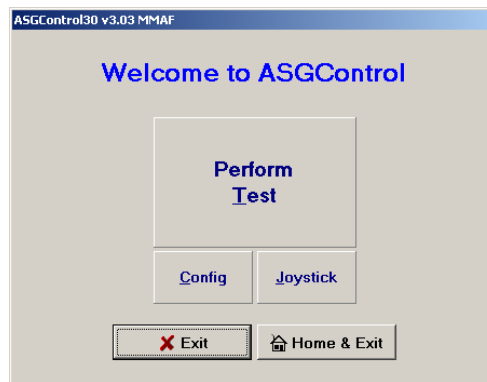 ASGControl30 v3.03 MMAF
Welcome to ASGControl
Perform
Test
Config
Joystick
Exit
Home & Exit